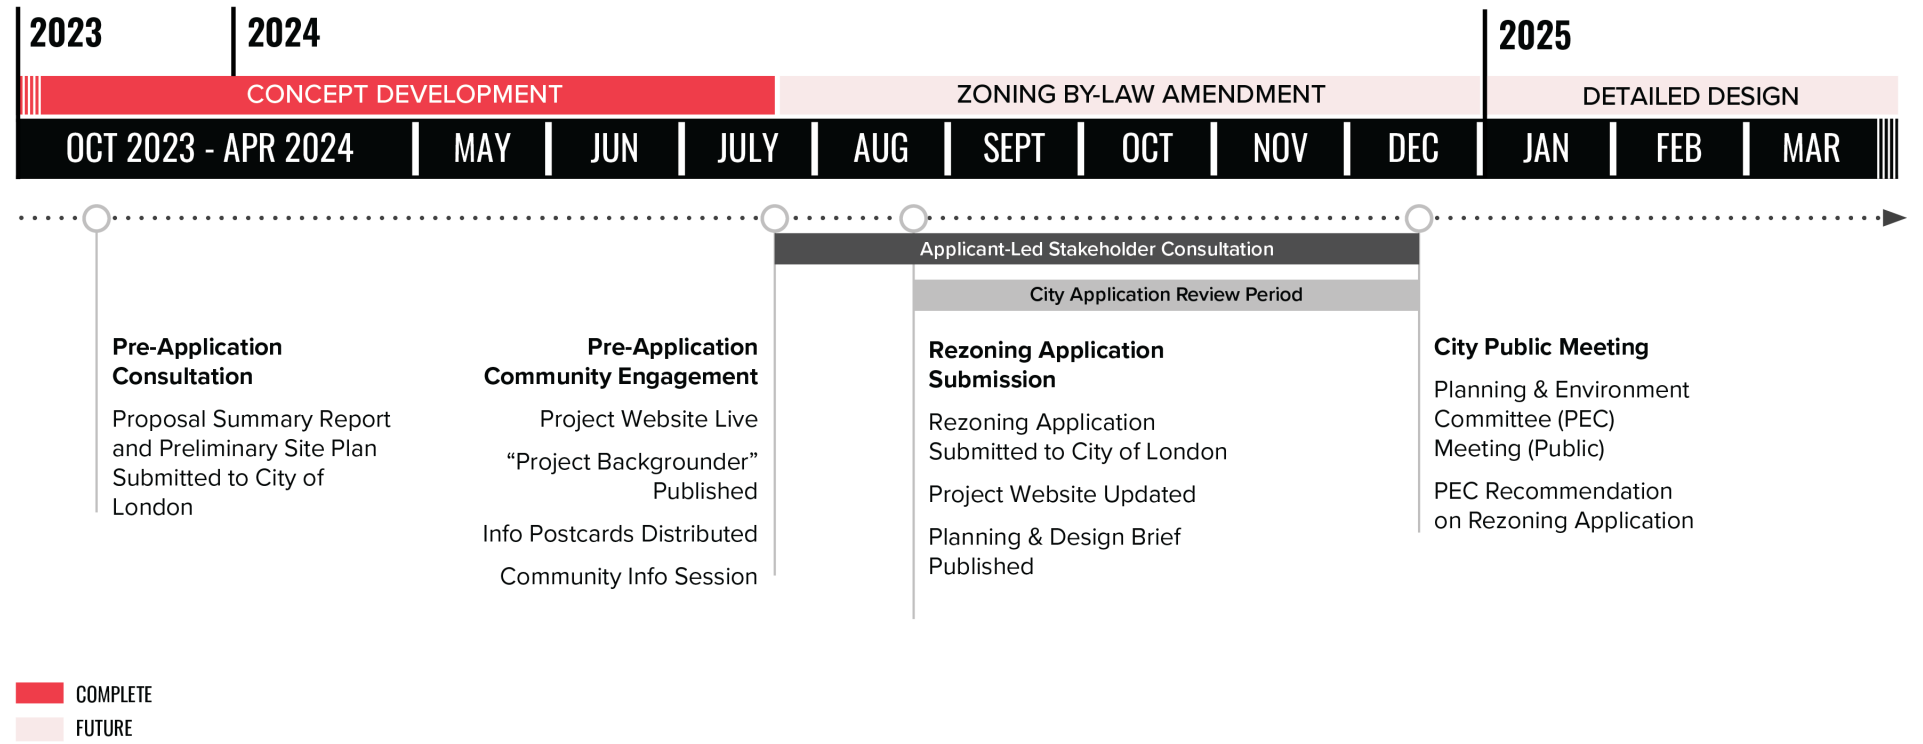 2023
2024
2025
CONCEPT DEVELOPMENT
ZONING BY-LAW AMENDMENT
DETAILED DESIGN
OCT 2023 - APR 2024
MAY
JUN
JULY
AUG
SEPT
OCT
NOV
DEC
JAN
FEB
MAR
Applicant-Led Stakeholder Consultation
City Application Review Period
Pre-Application
Consultation
Proposal Summary Report
and Preliminary Site Plan
Submitted to City of
London
Pre-Application
Community Engagement
Project Website Live
“Project Backgrounder”
Published
Info Postcards Distributed
Community Info Session
Rezoning Application
Submission
Rezoning Application
Submitted to City of London
Project Website Updated
Planning & Design Brief
Published
City Public Meeting
Planning & Environment
Committee (PEC)
Meeting (Public)
PEC Recommendation
on Rezoning Application
COMPLETE
FUTURE